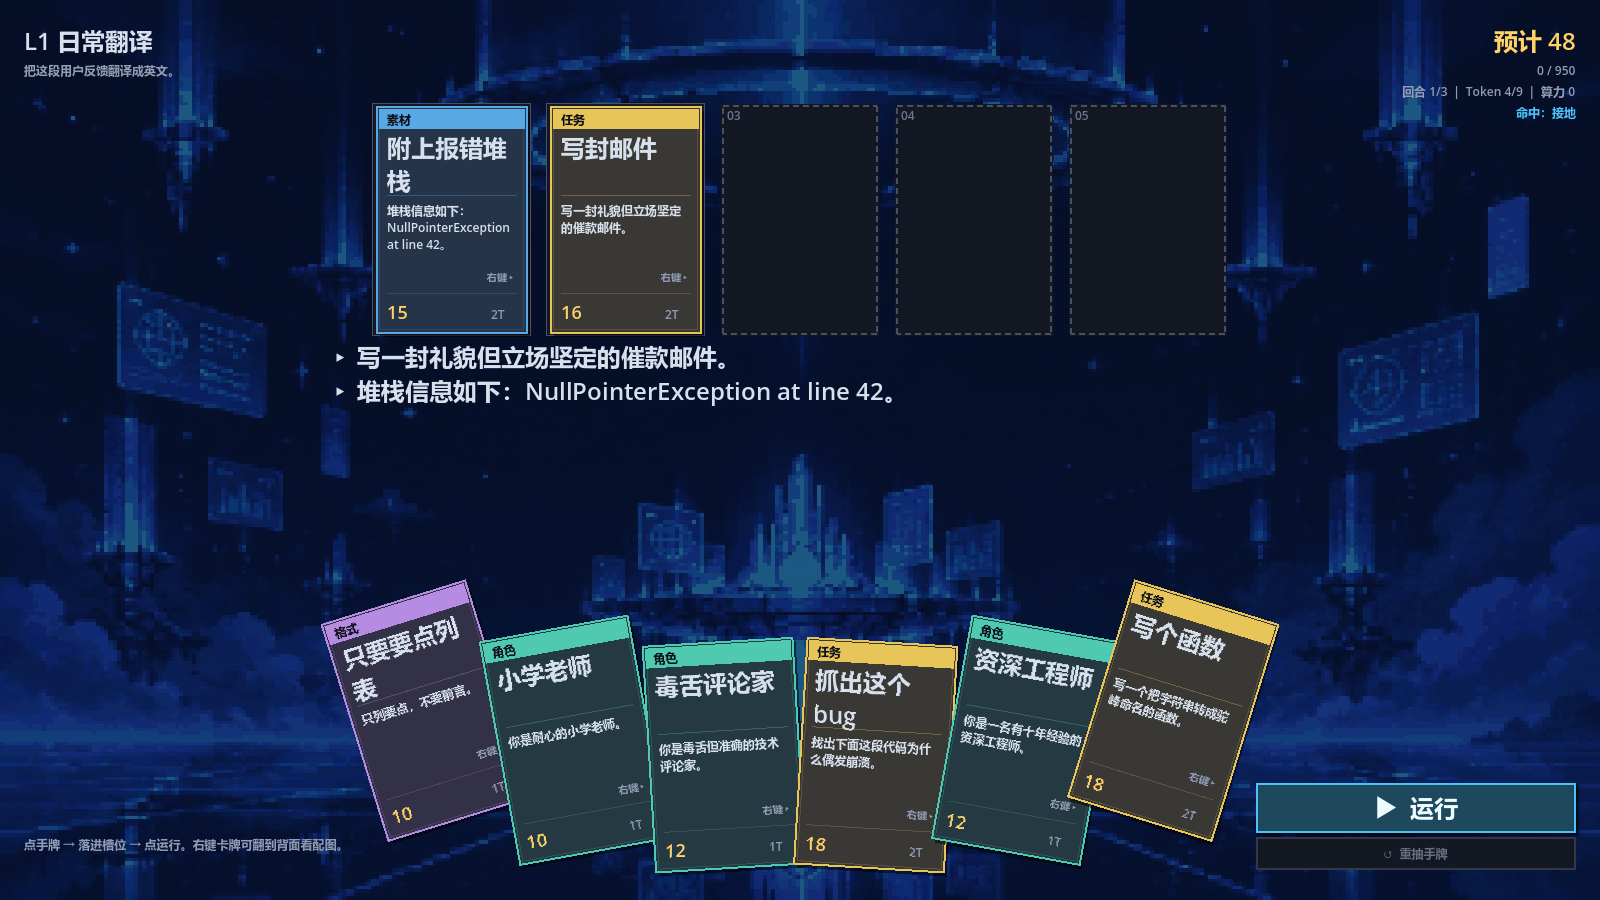 L1 日常翻译
把这段用户反馈翻译成英文。
预计 48
0 / 950
回合 1/3 | Token 4/9 | 算力 0
命中：接地
素材
附上报错堆
栈
堆栈信息如下：
NullPointerException
at line 42。
右键▸
15
2T
任务
写封邮件
写一封礼貌但立场坚定
的催款邮件。
右键▸
16
2T
03
04
05
▸ 写一封礼貌但立场坚定的催款邮件。
▸ 堆栈信息如下：NullPointerException at line 42。
格式
只要要点列
表
只列要点，不要前言。
右键
10
1T
角色
小学老师
你是耐心的小学老师。
右键▸
10
1T
角色
毒舌评论家
你是毒舌但准确的技术
评论家。
右键▸
12
1T
任务
抓出这个
bug
找出下面这段代码为什
么偶发崩溃。
右键▸
18
2T
角色
资深工程师
你是一名有十年经验的
资深工程师。
右键▸
12
1T
任务
写个函数
写一个把字符串转成驼
峰命名的函数。
右键▸
18
2T
点手牌 → 落进槽位 → 点运行。右键卡牌可翻到背面看配图。
▶ 运行
↺ 重抽手牌